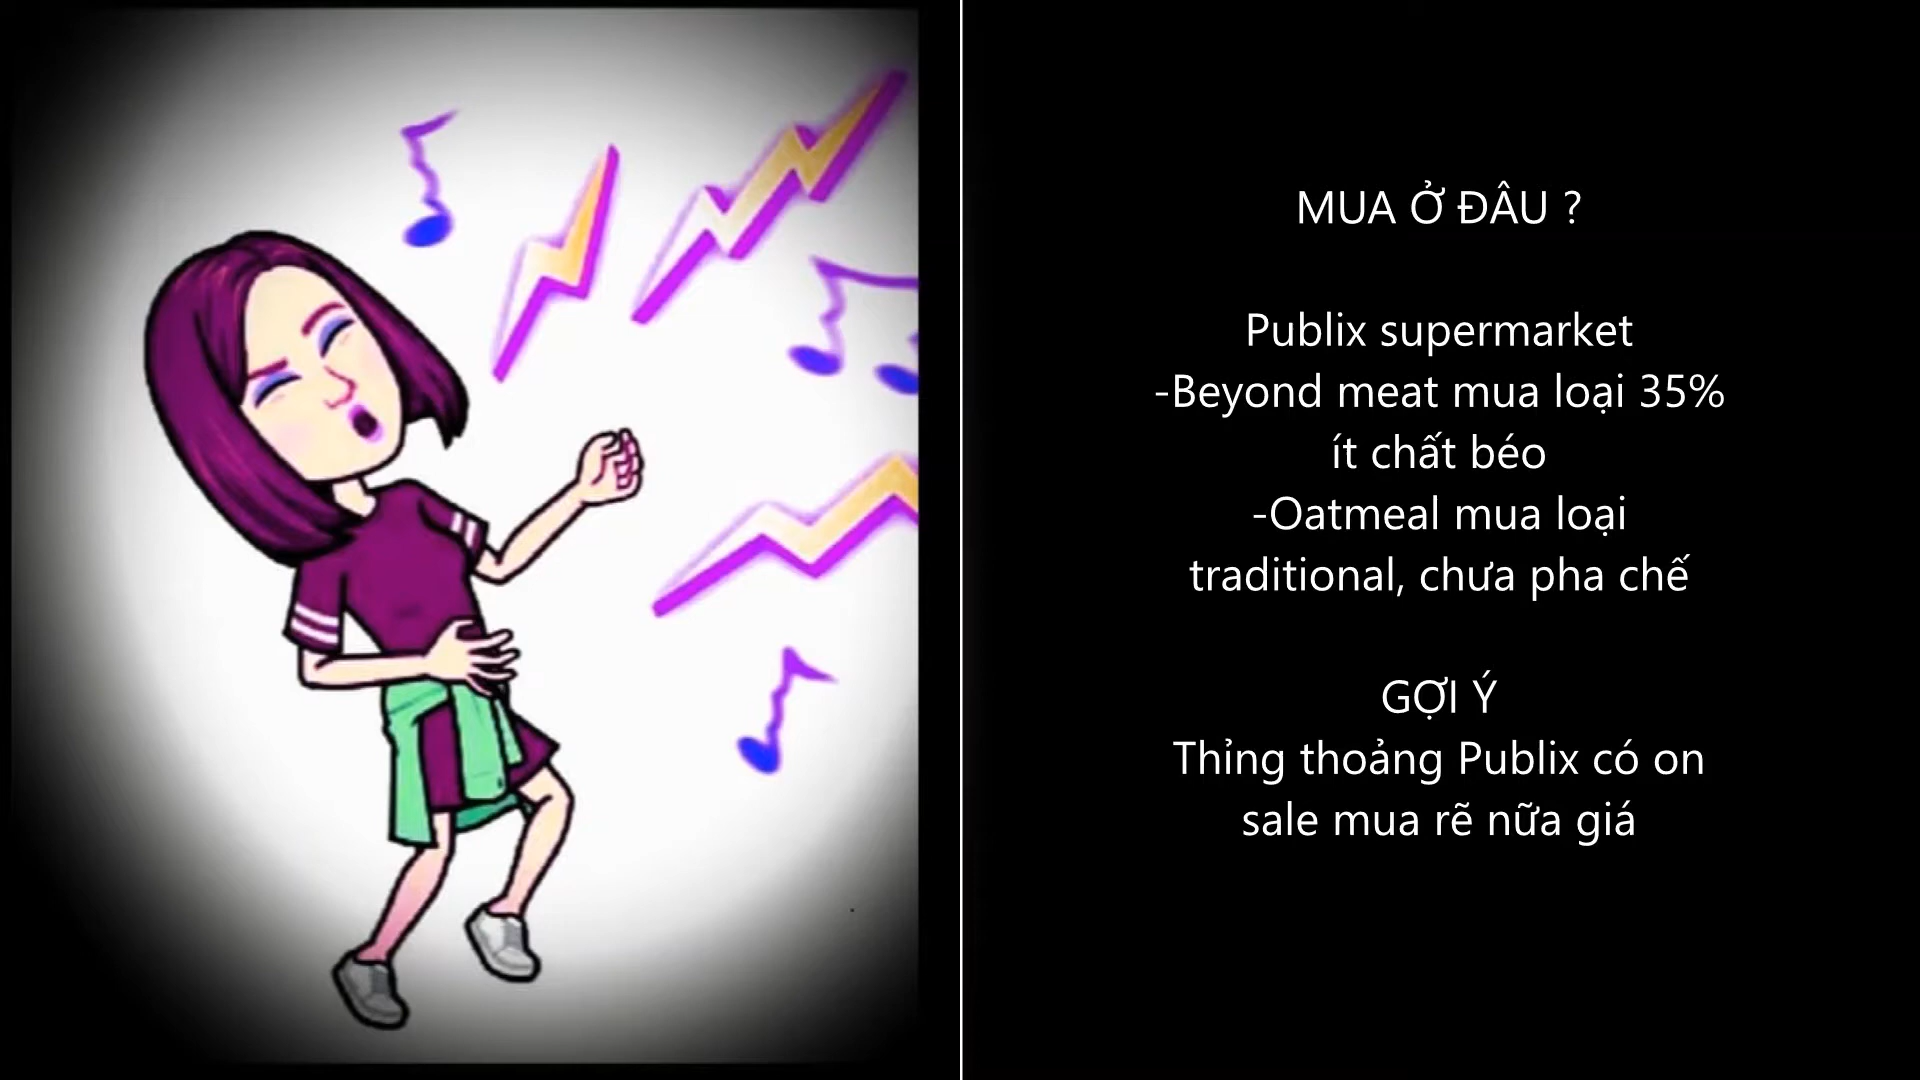 MUA Ở ĐÂU ?
Publix supermarket
-Beyond meat mua loại 35%
ít chất béo
-Oatmeal mua loại
traditional, chưa pha chế
GỢI Ý
Thỉng thoảng Publix có on
sale mua rẽ nữa giá